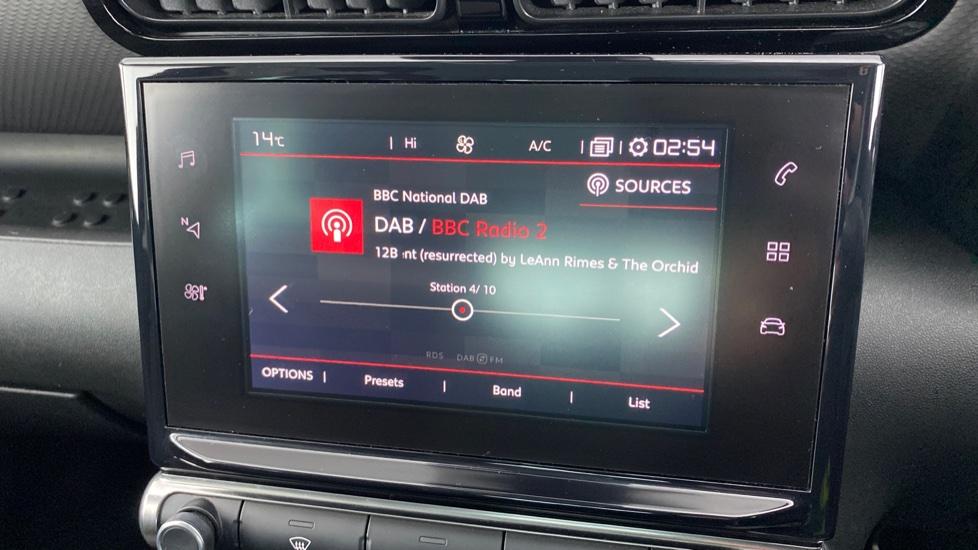 14°C | Hi A/C | | 02:54
SOURCES
BBC National DAB
DAB / BBC Radio 2
12B nt (resurrected) by LeAnn Rimes & The Orchid
Station 4/ 10
N
RDS DAB FM
OPTIONS | Presets | Band | List